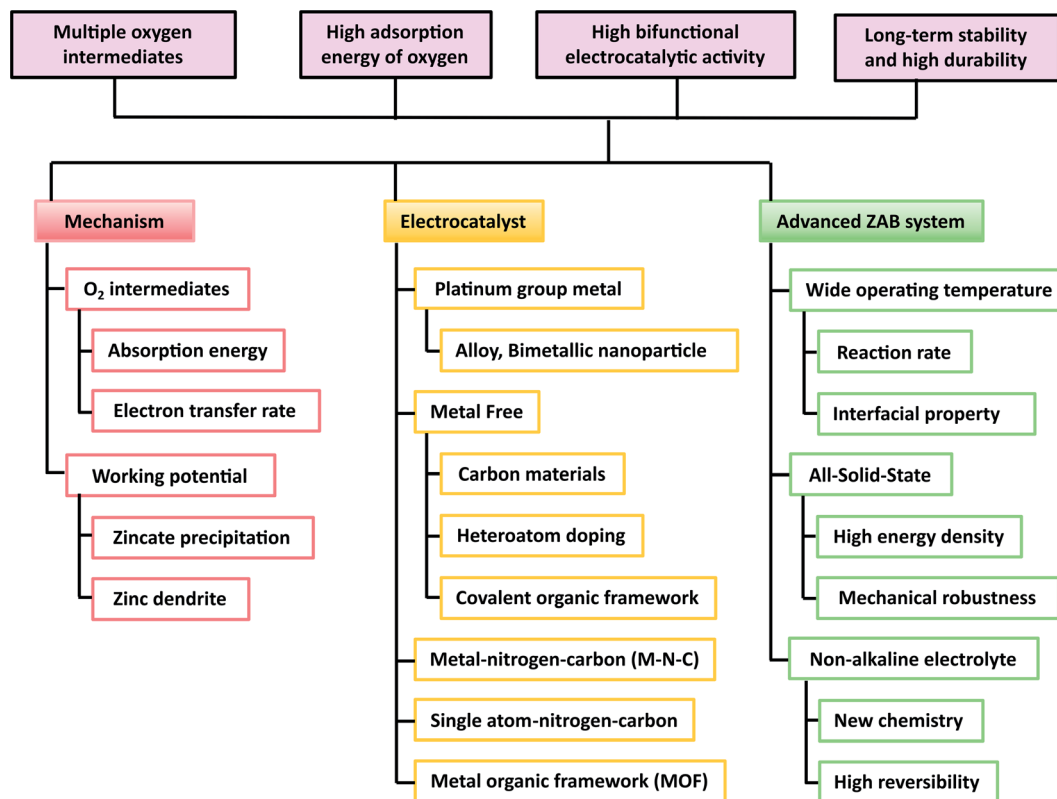 Multiple oxygen
intermediates
High adsorption
energy of oxygen
High bifunctional
electrocatalytic activity
Long-term stability
and high durability
Mechanism
O₂ intermediates
Absorption energy
Electron transfer rate
Working potential
Zincate precipitation
Zinc dendrite
Electrocatalyst
Platinum group metal
Alloy, Bimetallic nanoparticle
Metal Free
Carbon materials
Heteroatom doping
Covalent organic framework
Metal-nitrogen-carbon (M-N-C)
Single atom-nitrogen-carbon
Metal organic framework (MOF)
Advanced ZAB system
Wide operating temperature
Reaction rate
Interfacial property
All-Solid-State
High energy density
Mechanical robustness
Non-alkaline electrolyte
New chemistry
High reversibility